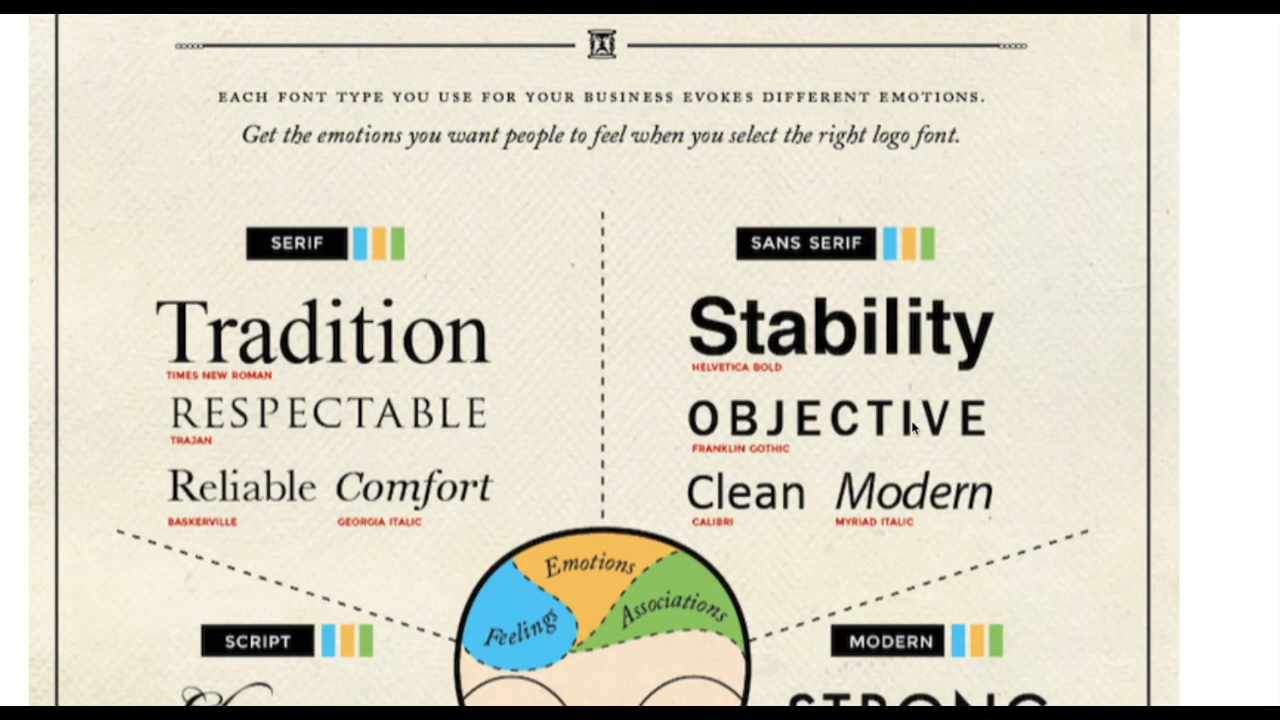 EACH FONT TYPE YOU USE FOR YOUR BUSINESS EVOKES DIFFERENT EMOTIONS.
Get the emotions you want people to feel when you select the right logo font.
SERIF
Tradition
TIMES NEW ROMAN
RESPECTABLE
TRAJAN
Reliable Comfort
BASKERVILLE GEORGIA ITALIC
SANS SERIF
Stability
HELVETICA BOLD
OBJECTIVE
FRANKLIN GOTHIC
Clean Modern
CALIBRI MYRIAD ITALIC
Emotions
Feelings
Associations
SCRIPT
MODERN
STRONG